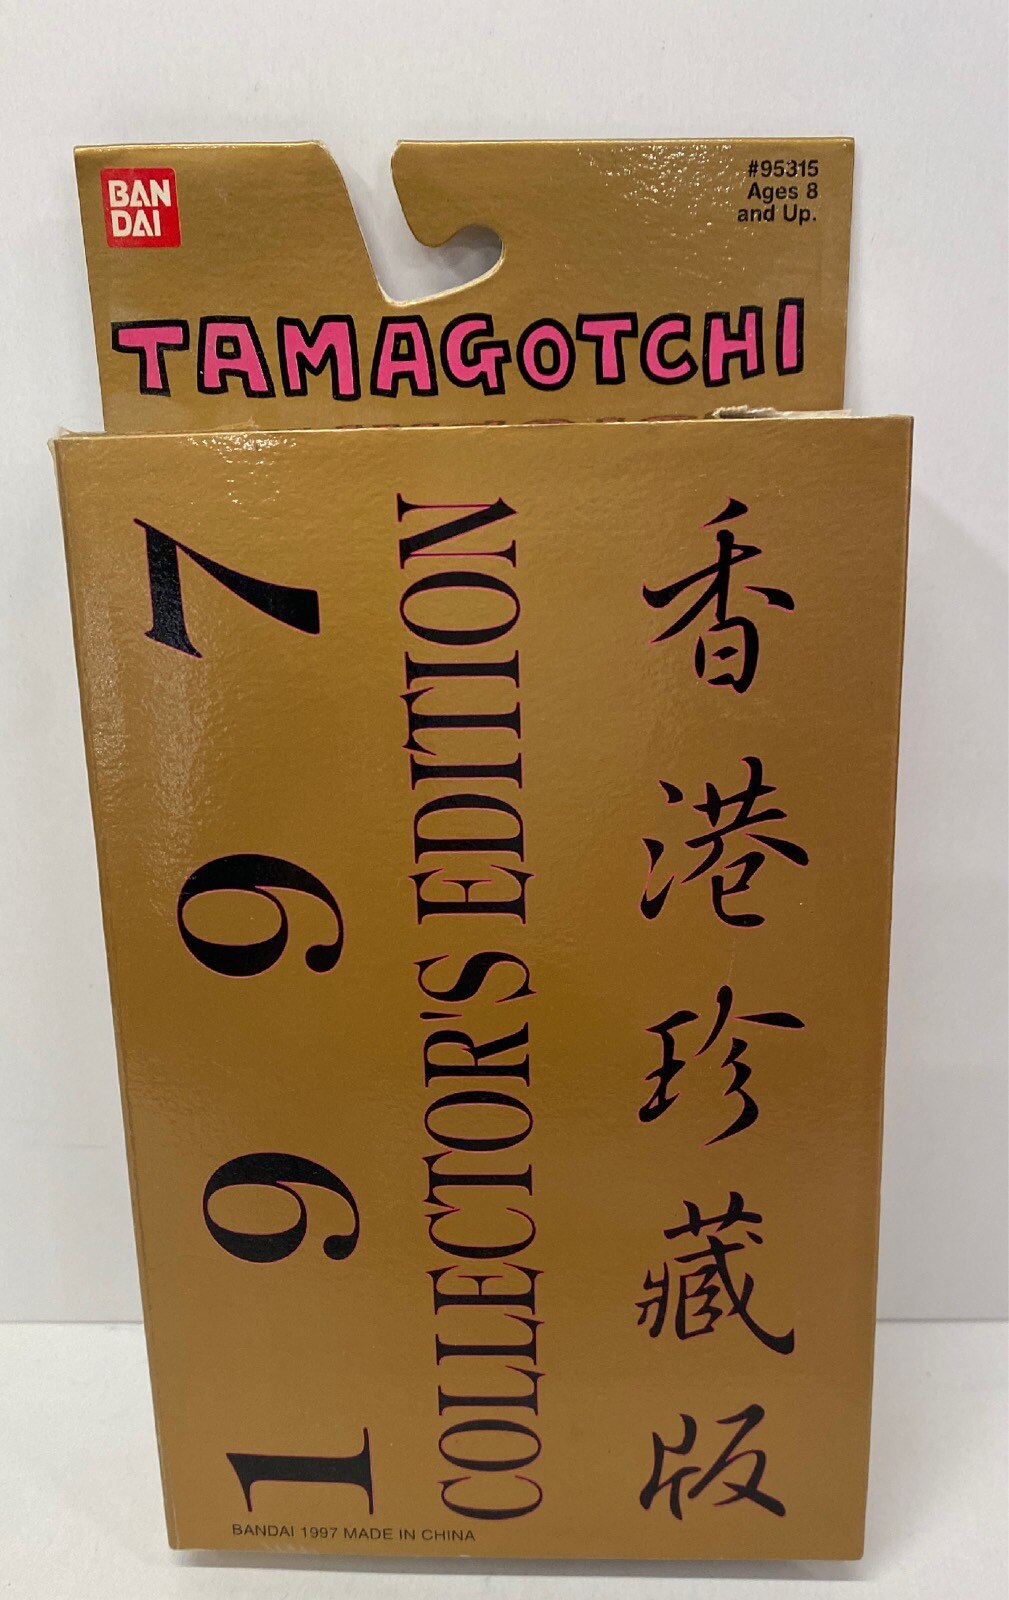 BAN
DAI
#95315
Ages 8
and Up.
TAMAGOTCHI
1997
COLLECTOR'S EDITION
香港珍藏版
BANDAI 1997 MADE IN CHINA